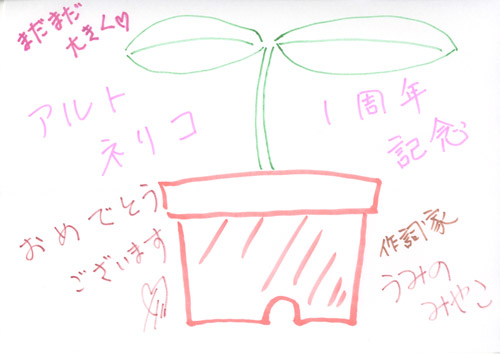 まだまだ
大きく♡
アルト
ネリコ
1周年
記念
おめでとう
ございます
作詞家
うみの
みやこ